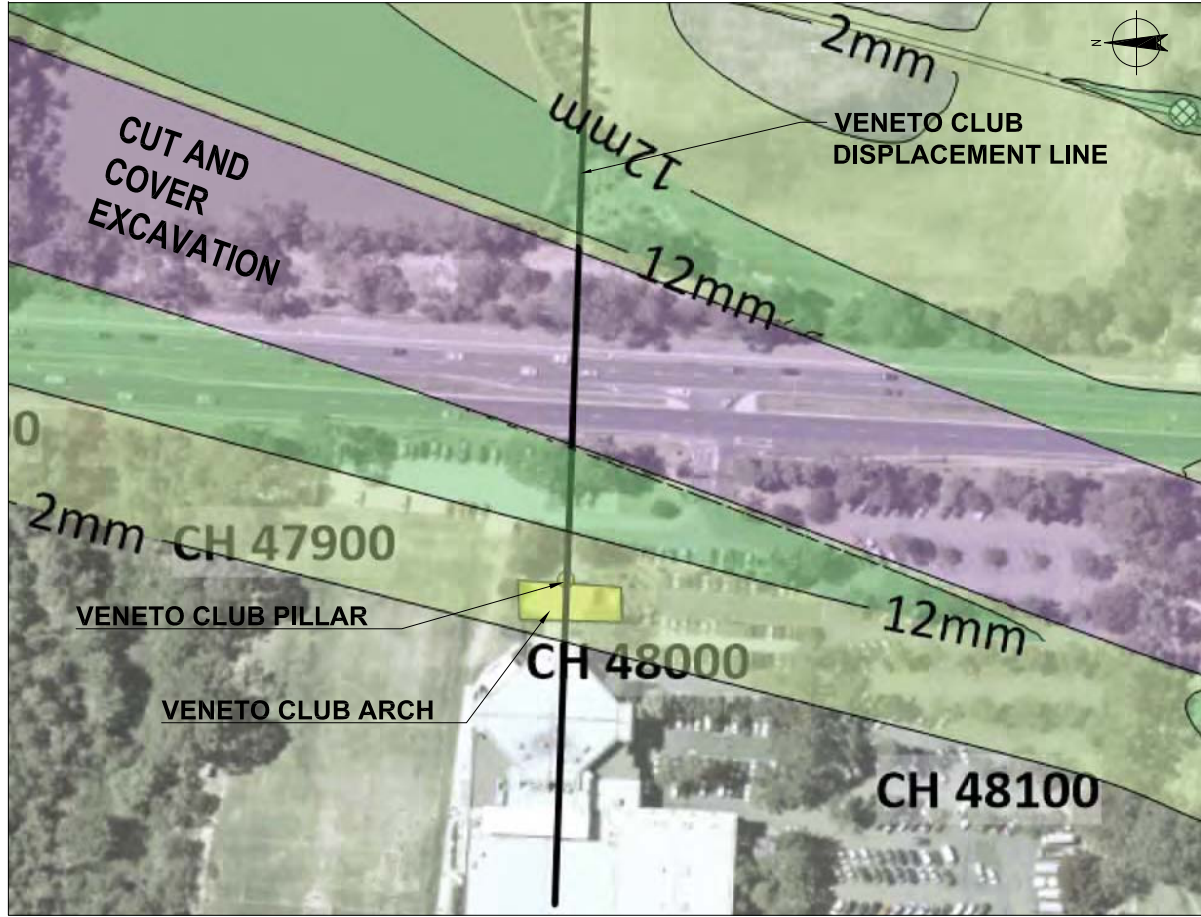 2mm
N
12mm
VENETO CLUB
DISPLACEMENT LINE
CUT AND
COVER
EXCAVATION
12mm
0
2mm
CH 47900
VENETO CLUB PILLAR
12mm
CH 48000
VENETO CLUB ARCH
CH 48100